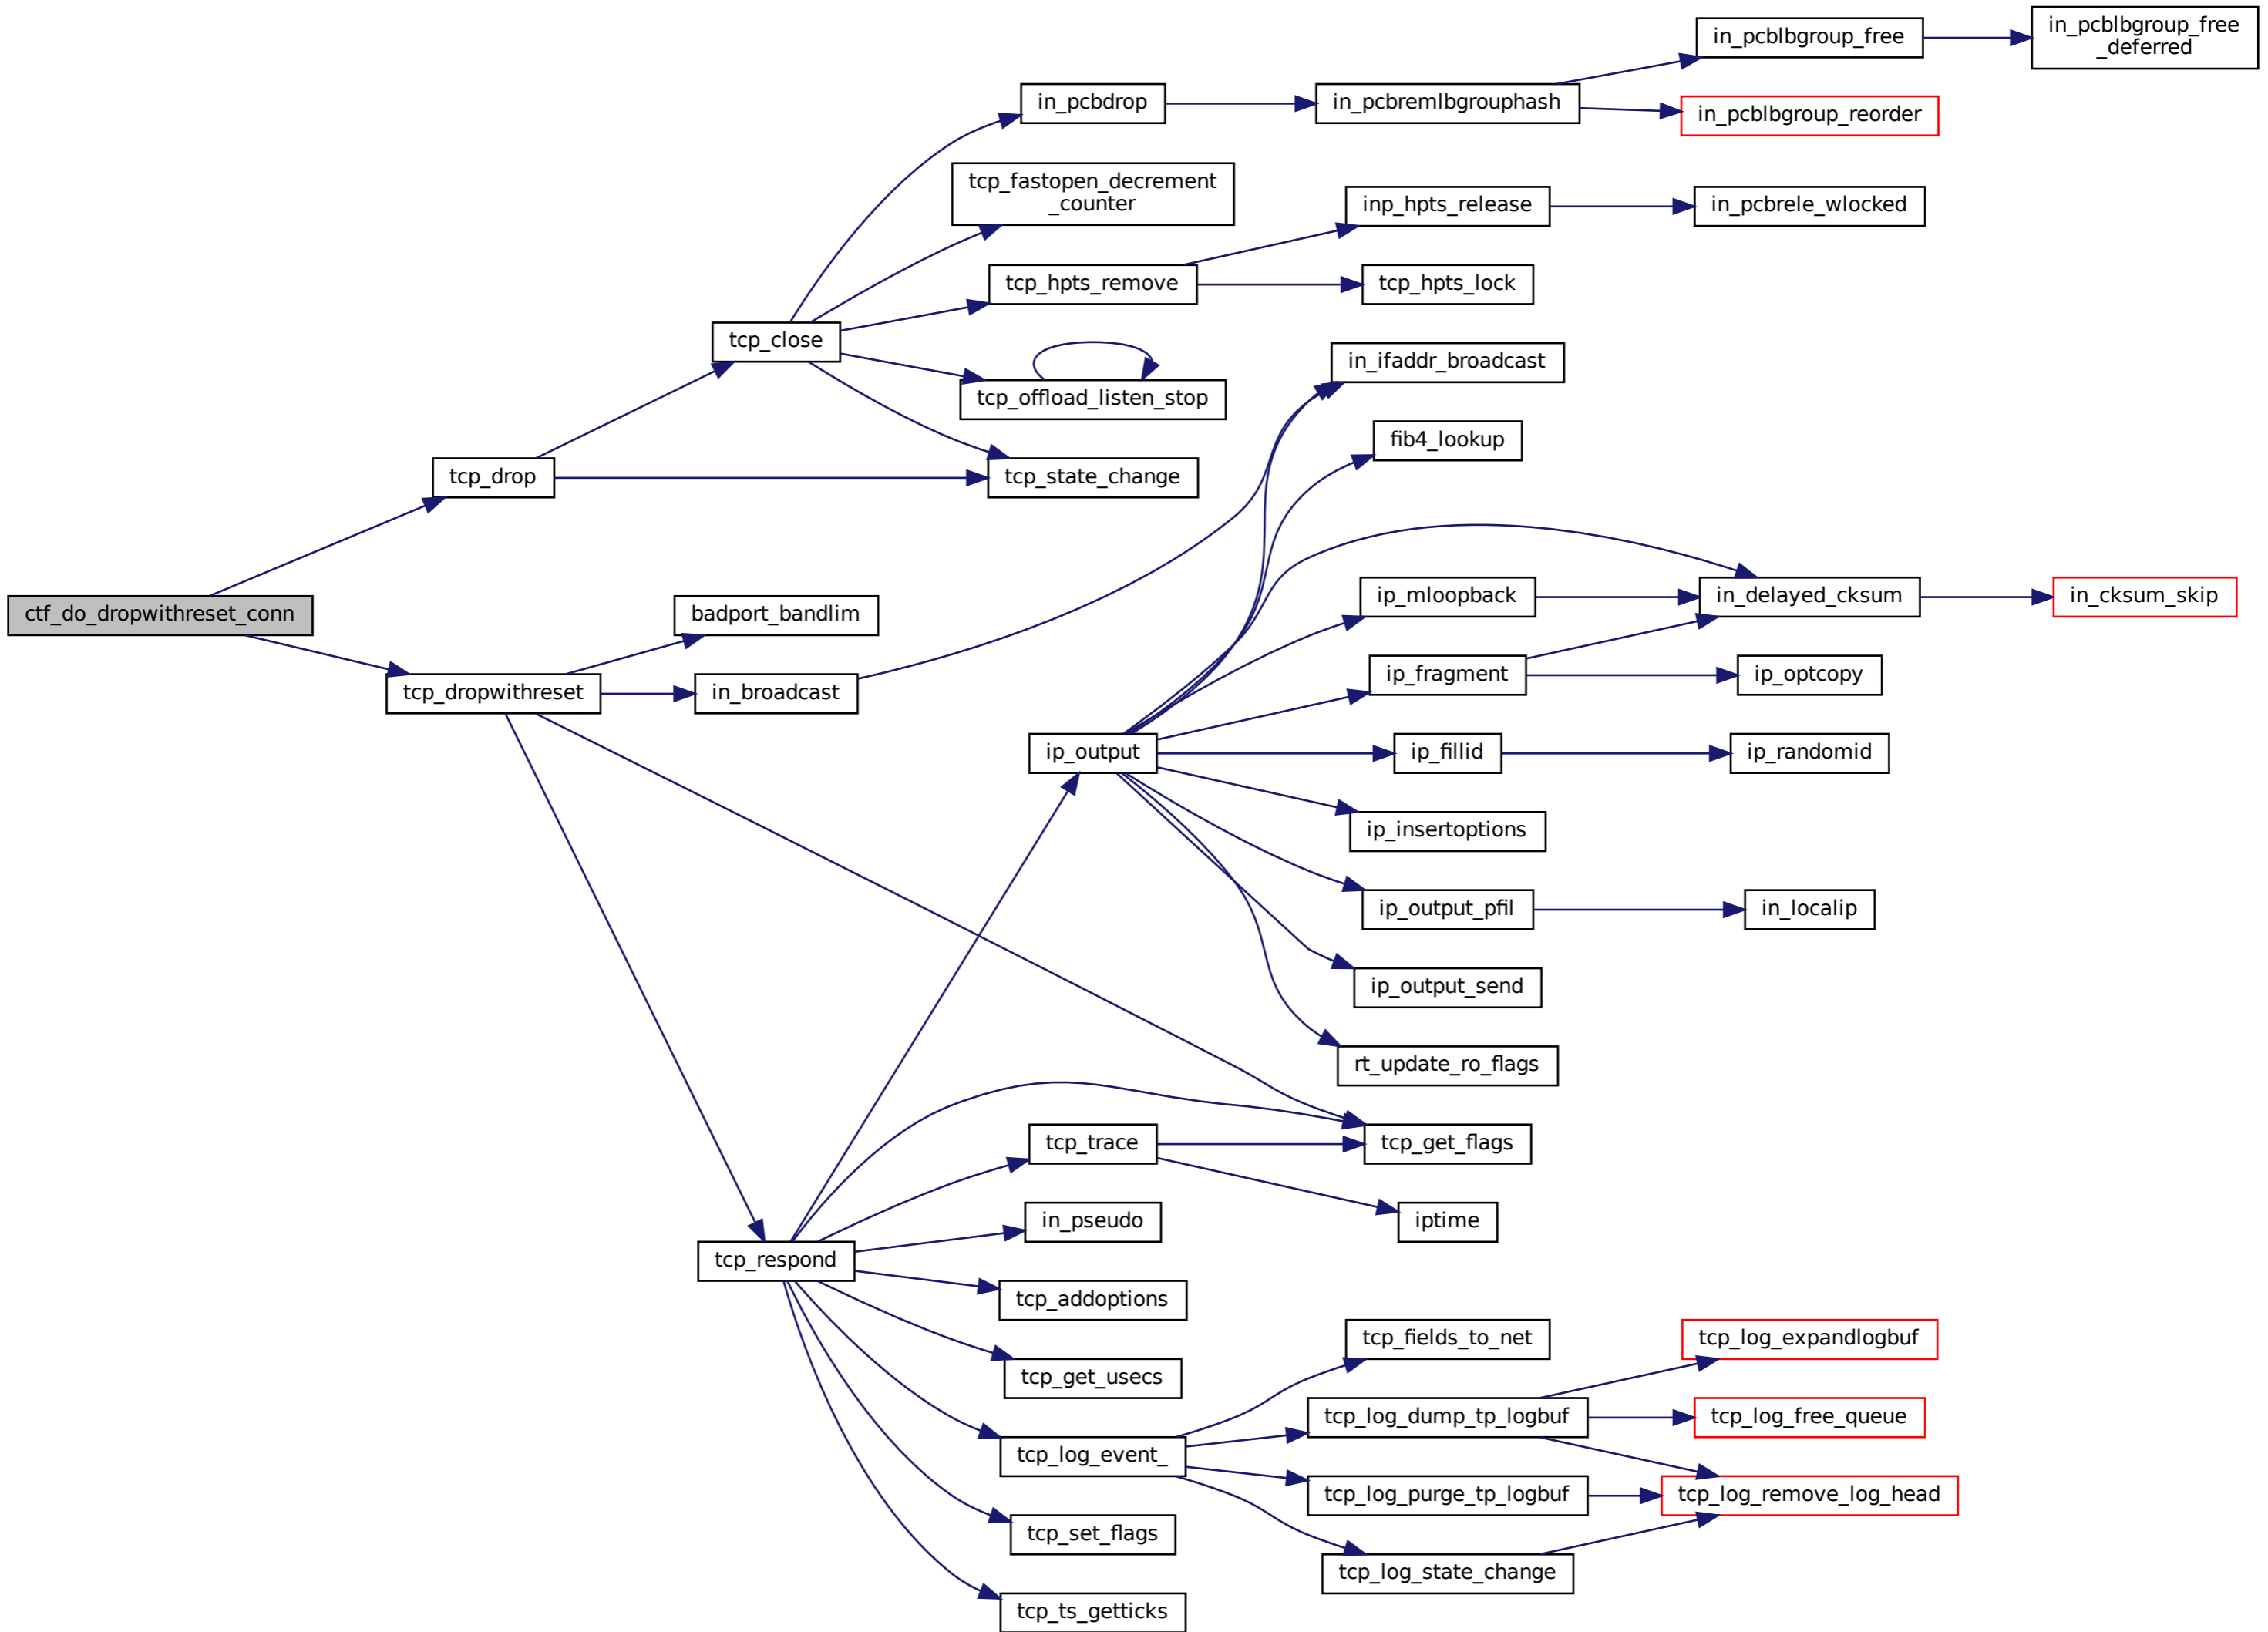 ctf_do_dropwithreset_conn
tcp_drop
tcp_close
in_pcbdrop
in_pcbremlbgrouphash
in_pcblbgroup_free
in_pcblbgroup_free
_deferred
in_pcblbgroup_reorder
tcp_fastopen_decrement
_counter
tcp_hpts_remove
inp_hpts_release
in_pcbrele_wlocked
tcp_hpts_lock
tcp_offload_listen_stop
tcp_state_change
tcp_dropwithreset
badport_bandlim
in_broadcast
in_ifaddr_broadcast
tcp_respond
ip_output
fib4_lookup
ip_mloopback
in_delayed_cksum
in_cksum_skip
ip_fragment
ip_optcopy
ip_fillid
ip_randomid
ip_insertoptions
ip_output_pfil
in_localip
ip_output_send
rt_update_ro_flags
tcp_trace
tcp_get_flags
iptime
in_pseudo
tcp_addoptions
tcp_get_usecs
tcp_log_event_
tcp_fields_to_net
tcp_log_dump_tp_logbuf
tcp_log_expandlogbuf
tcp_log_free_queue
tcp_log_purge_tp_logbuf
tcp_log_remove_log_head
tcp_log_state_change
tcp_set_flags
tcp_ts_getticks